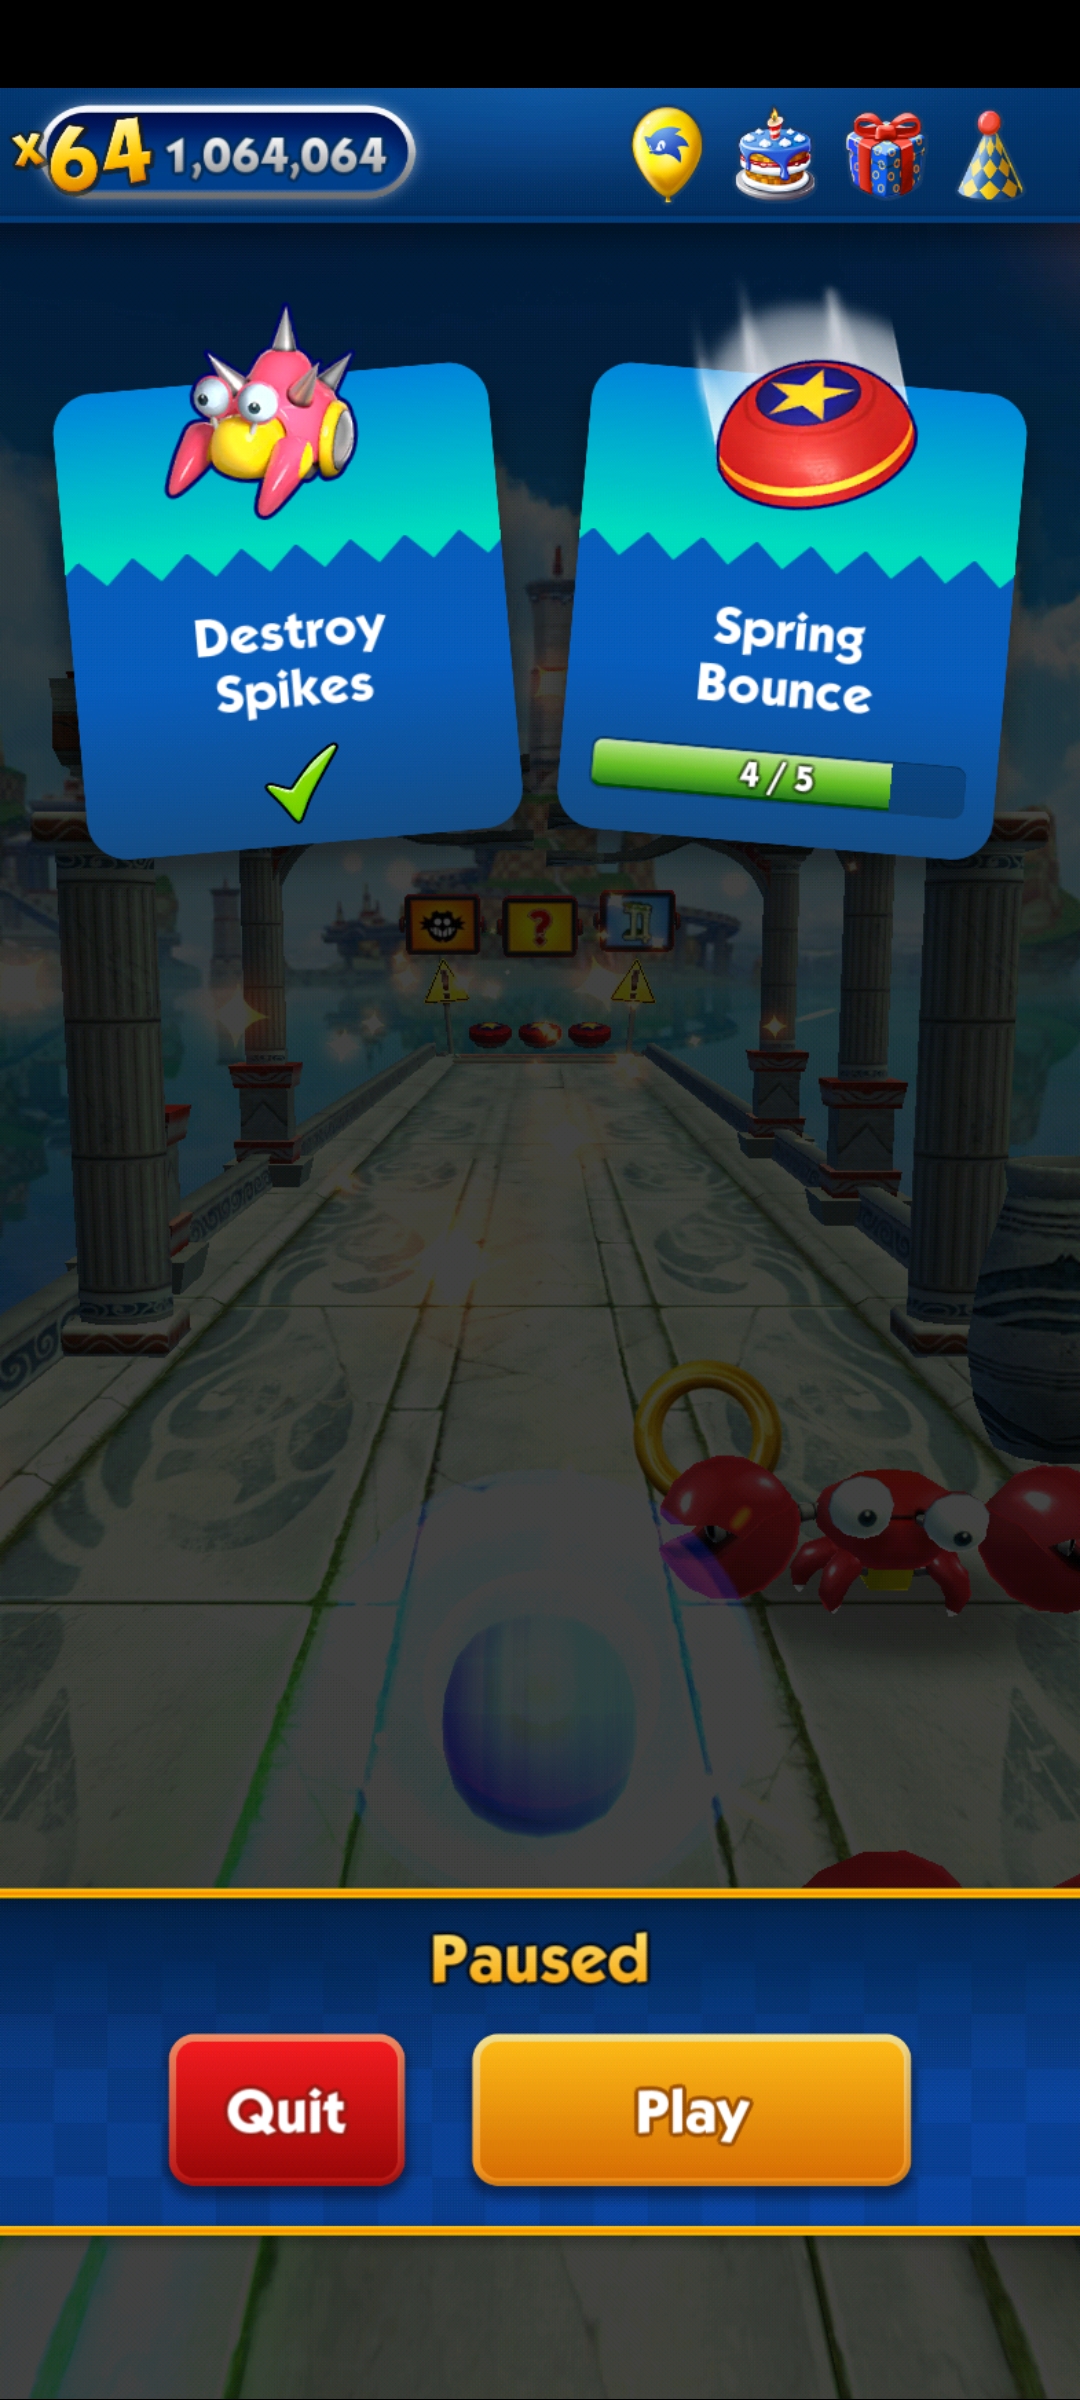 x64 1,064,064
Destroy
Spikes
Spring
Bounce
4 / 5
?
Paused
Quit
Play